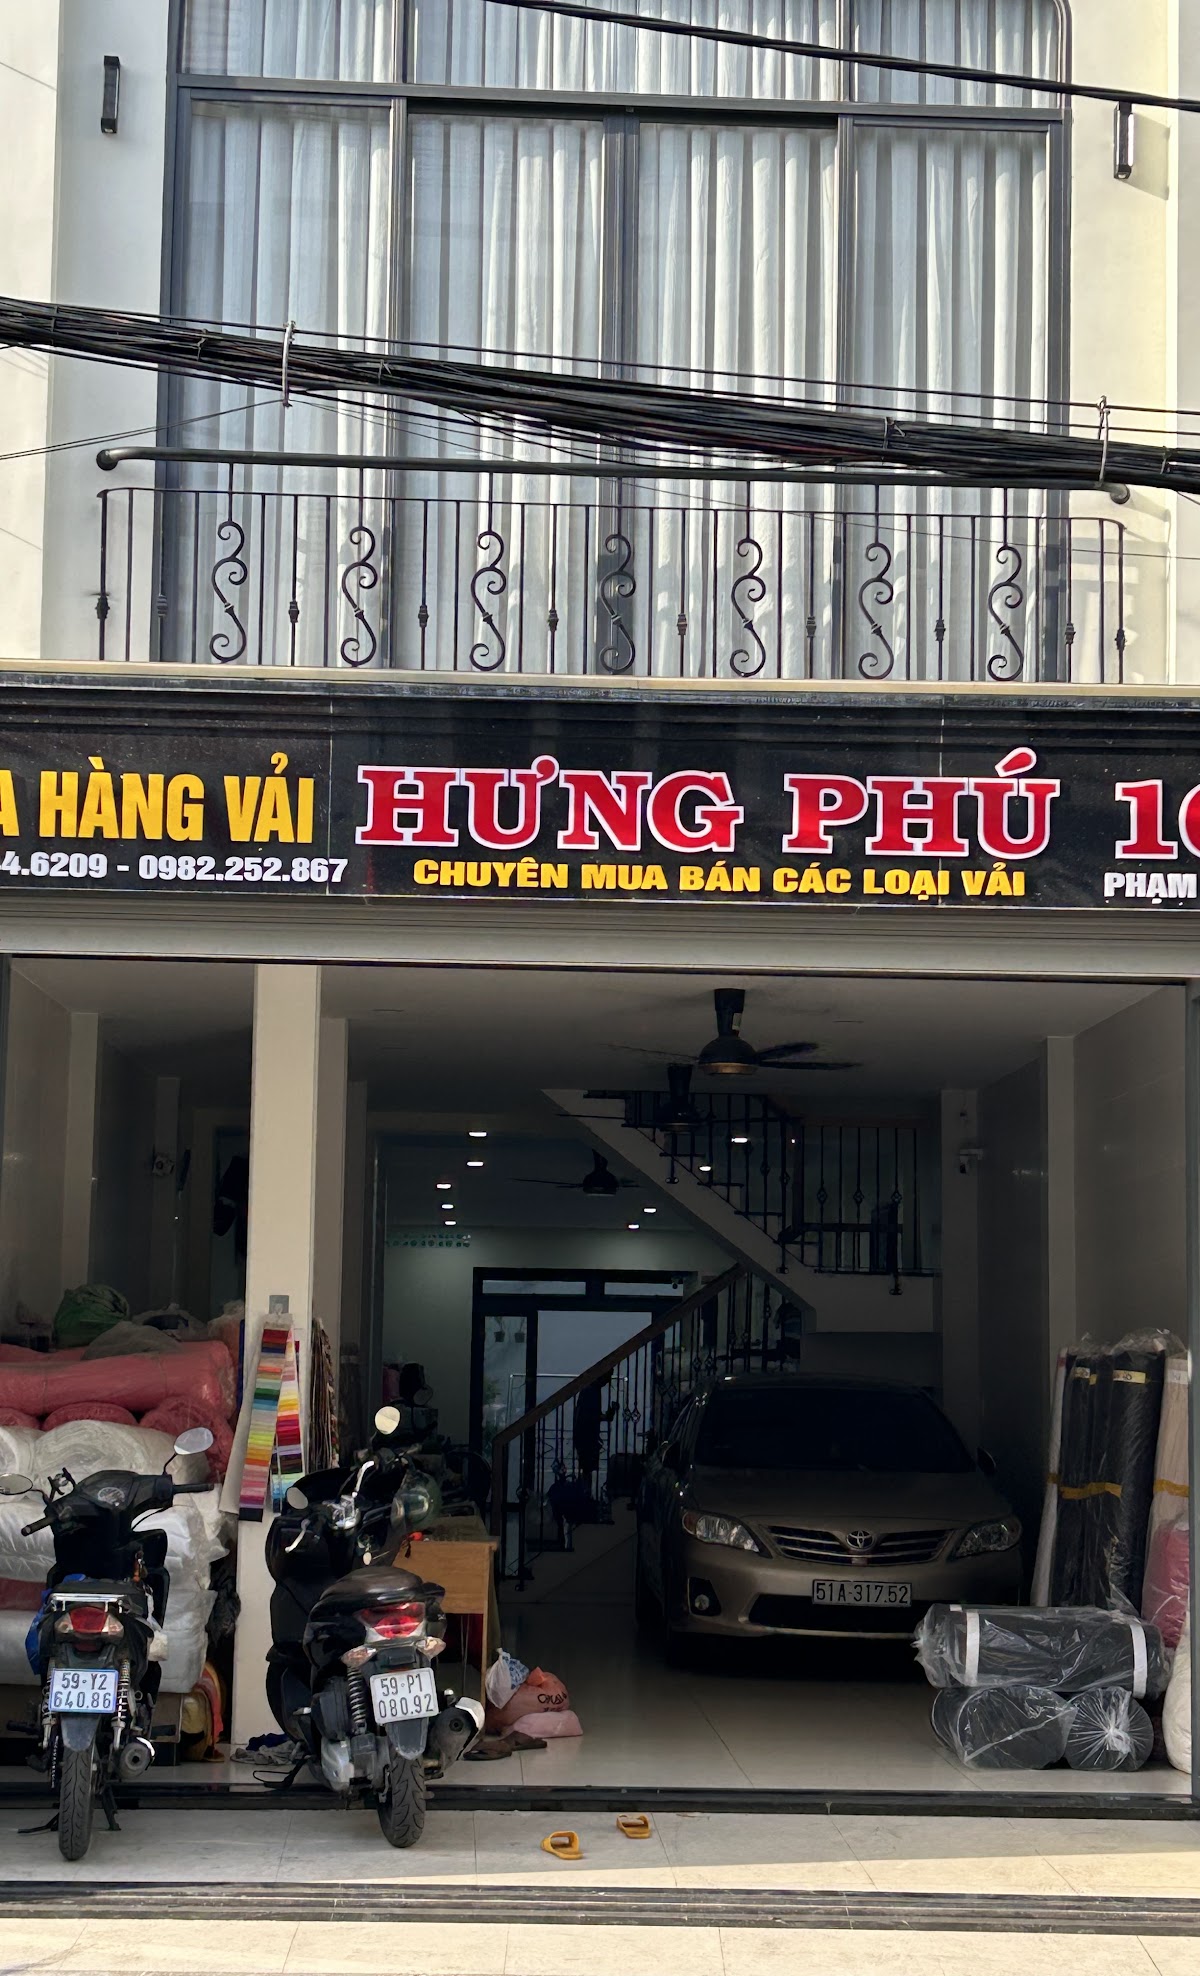 A HÀNG VẢI
4.6209 - 0982.252.867
HƯNG PHÚ
CHUYÊN MUA BÁN CÁC LOẠI VẢI
PHẠM
51A-317.52
59-Y2
640.86
59-P1
080.92